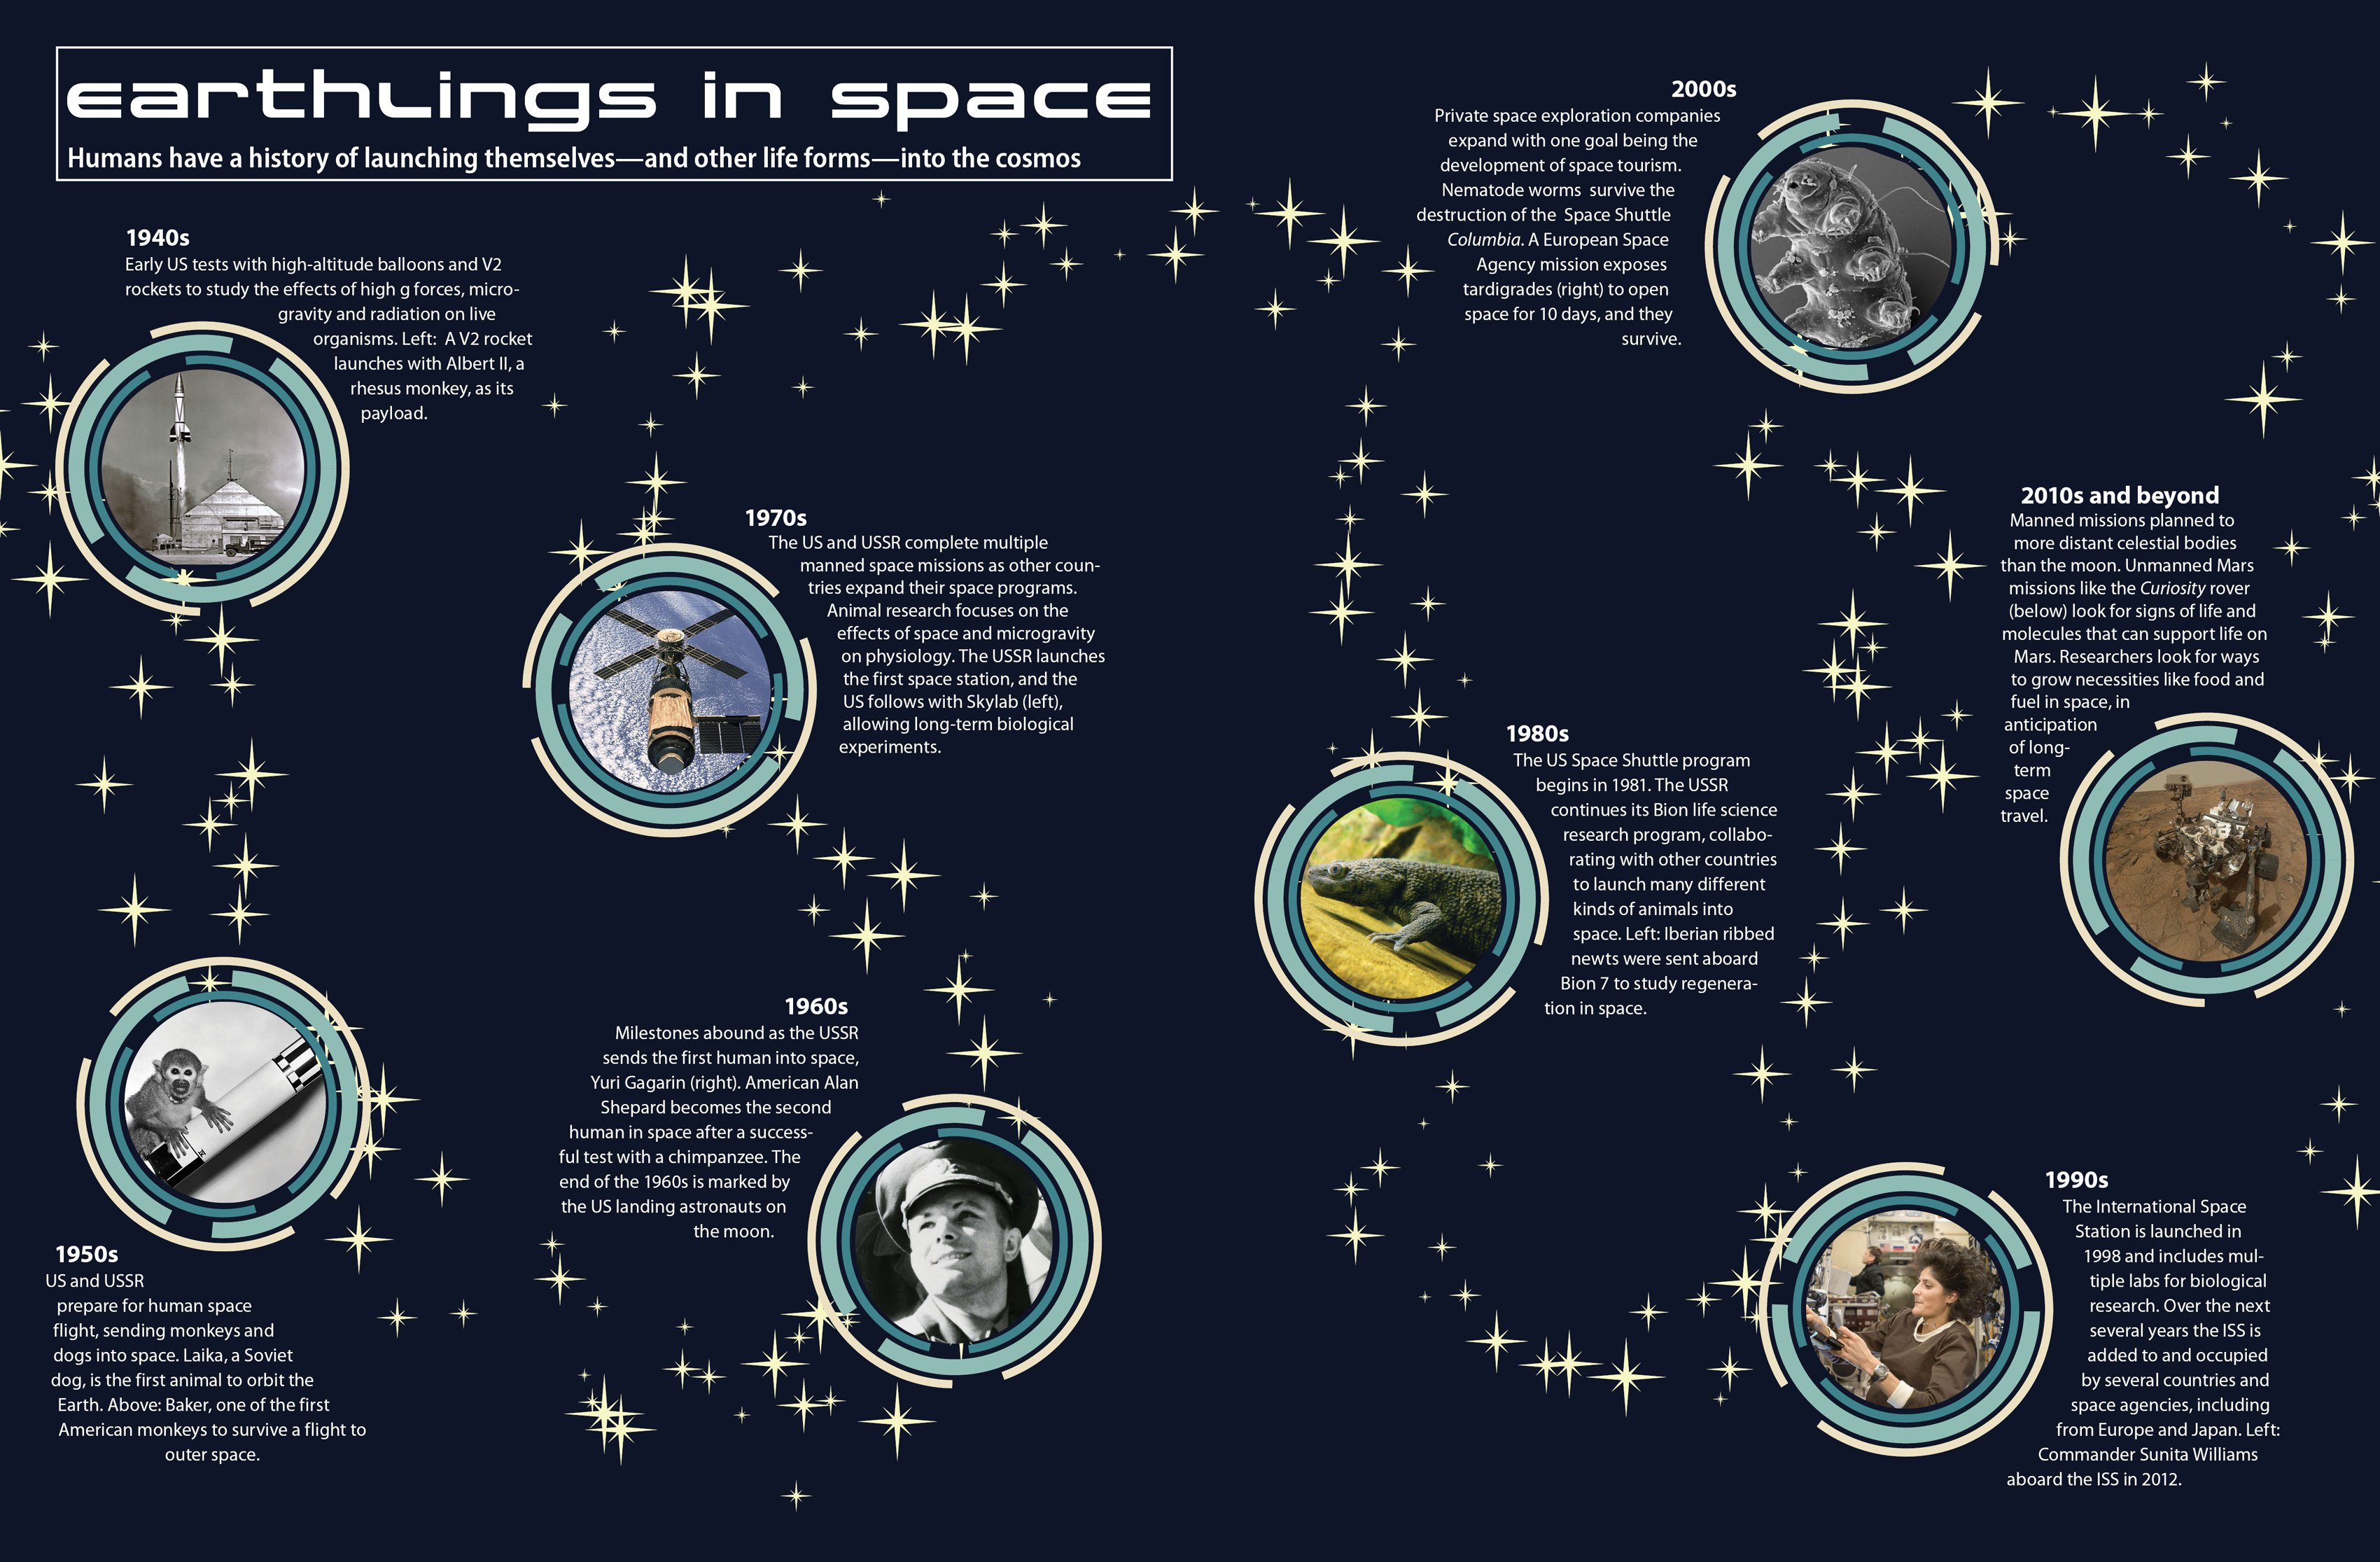 earthlings in space
Humans have a history of launching themselves—and other life forms—into the cosmos
1940s
Early US tests with high-altitude balloons and V2
rockets to study the effects of high g forces, micro-
gravity and radiation on live
organisms. Left:  A V2 rocket
launches with Albert II, a
rhesus monkey, as its
payload.
1950s
US and USSR
prepare for human space
flight, sending monkeys and
dogs into space. Laika, a Soviet
dog, is the first animal to orbit the
Earth. Above: Baker, one of the first
American monkeys to survive a flight to
outer space.
1960s
Milestones abound as the USSR
sends the first human into space,
Yuri Gagarin (right). American Alan
Shepard becomes the second
human in space after a success-
ful test with a chimpanzee. The
end of the 1960s is marked by
the US landing astronauts on
the moon.
1970s
The US and USSR complete multiple
manned space missions as other coun-
tries expand their space programs.
Animal research focuses on the
effects of space and microgravity
on physiology. The USSR launches
the first space station, and the
US follows with Skylab (left),
allowing long-term biological
experiments.
1980s
The US Space Shuttle program
begins in 1981. The USSR
continues its Bion life science
research program, collabo-
rating with other countries
to launch many different
kinds of animals into
space. Left: Iberian ribbed
newts were sent aboard
Bion 7 to study regenera-
tion in space.
1990s
The International Space
Station is launched in
1998 and includes mul-
tiple labs for biological
research. Over the next
several years the ISS is
added to and occupied
by several countries and
space agencies, including
from Europe and Japan. Left:
Commander Sunita Williams
aboard the ISS in 2012.
2000s
Private space exploration companies
expand with one goal being the
development of space tourism.
Nematode worms  survive the
destruction of the  Space Shuttle
Columbia. A European Space
Agency mission exposes
tardigrades (right) to open
space for 10 days, and they
survive.
2010s and beyond
Manned missions planned to
more distant celestial bodies
than the moon. Unmanned Mars
missions like the Curiosity rover
(below) look for signs of life and
molecules that can support life on
Mars. Researchers look for ways
to grow necessities like food and
fuel in space, in
anticipation
of long-
term
space
travel.